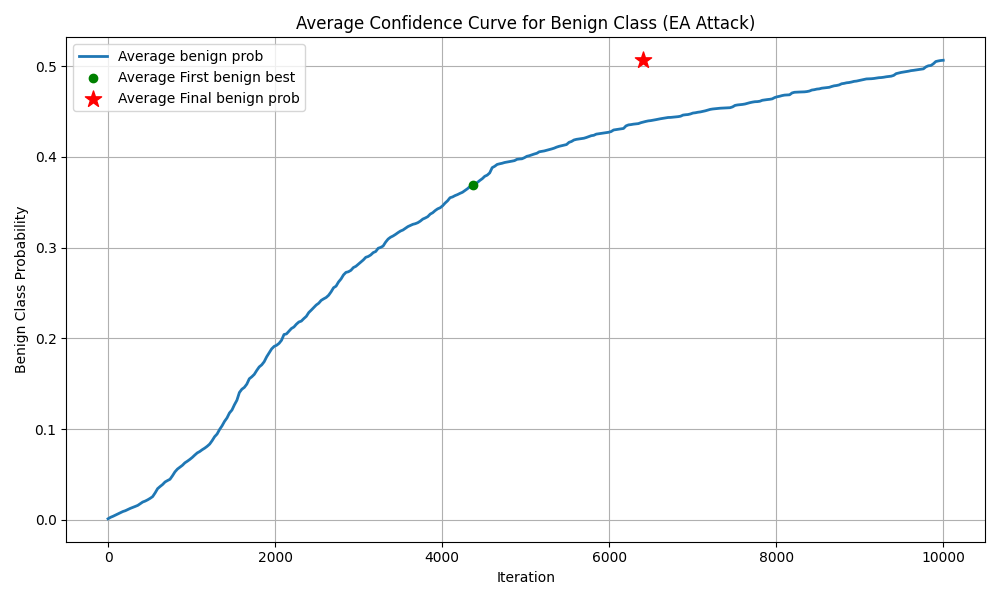 Average Confidence Curve for Benign Class (EA Attack)
Average benign prob
Average First benign best
Average Final benign prob
Benign Class Probability
0.5
0.4
0.3
0.2
0.1
0.0
0 2000 4000 6000 8000 10000
Iteration